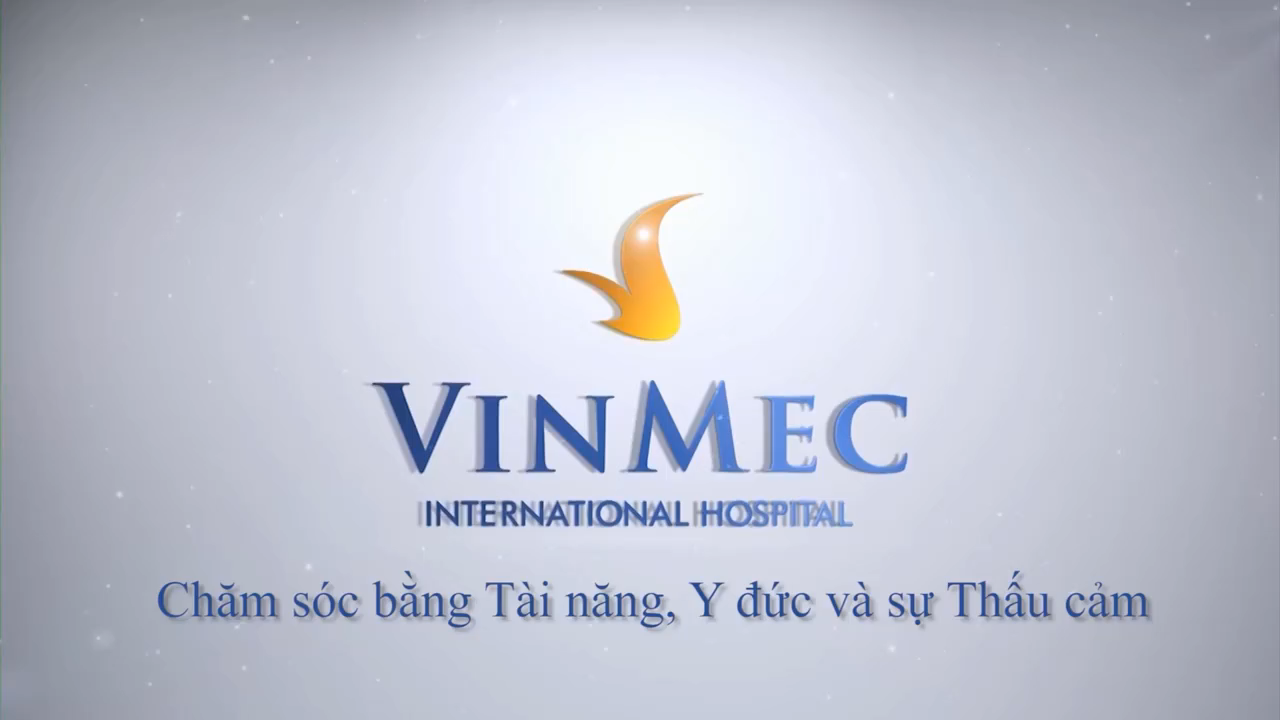 VINMEC
INTERNATIONAL HOSPITAL
Chăm sóc bằng Tài năng, Y đức và sự Thấu cảm